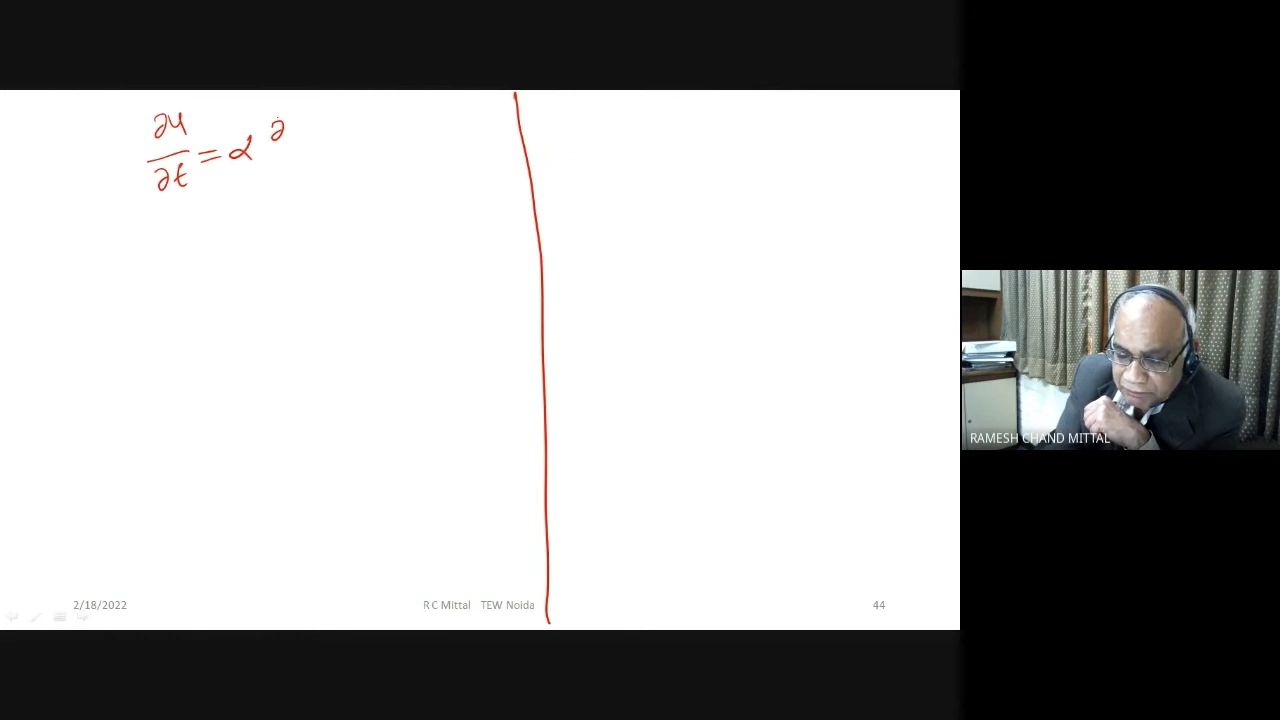 ∂u
∂t = α ∂
RAMESH CHAND MITTAL
2/18/2022
R C Mittal TEW Noida
44